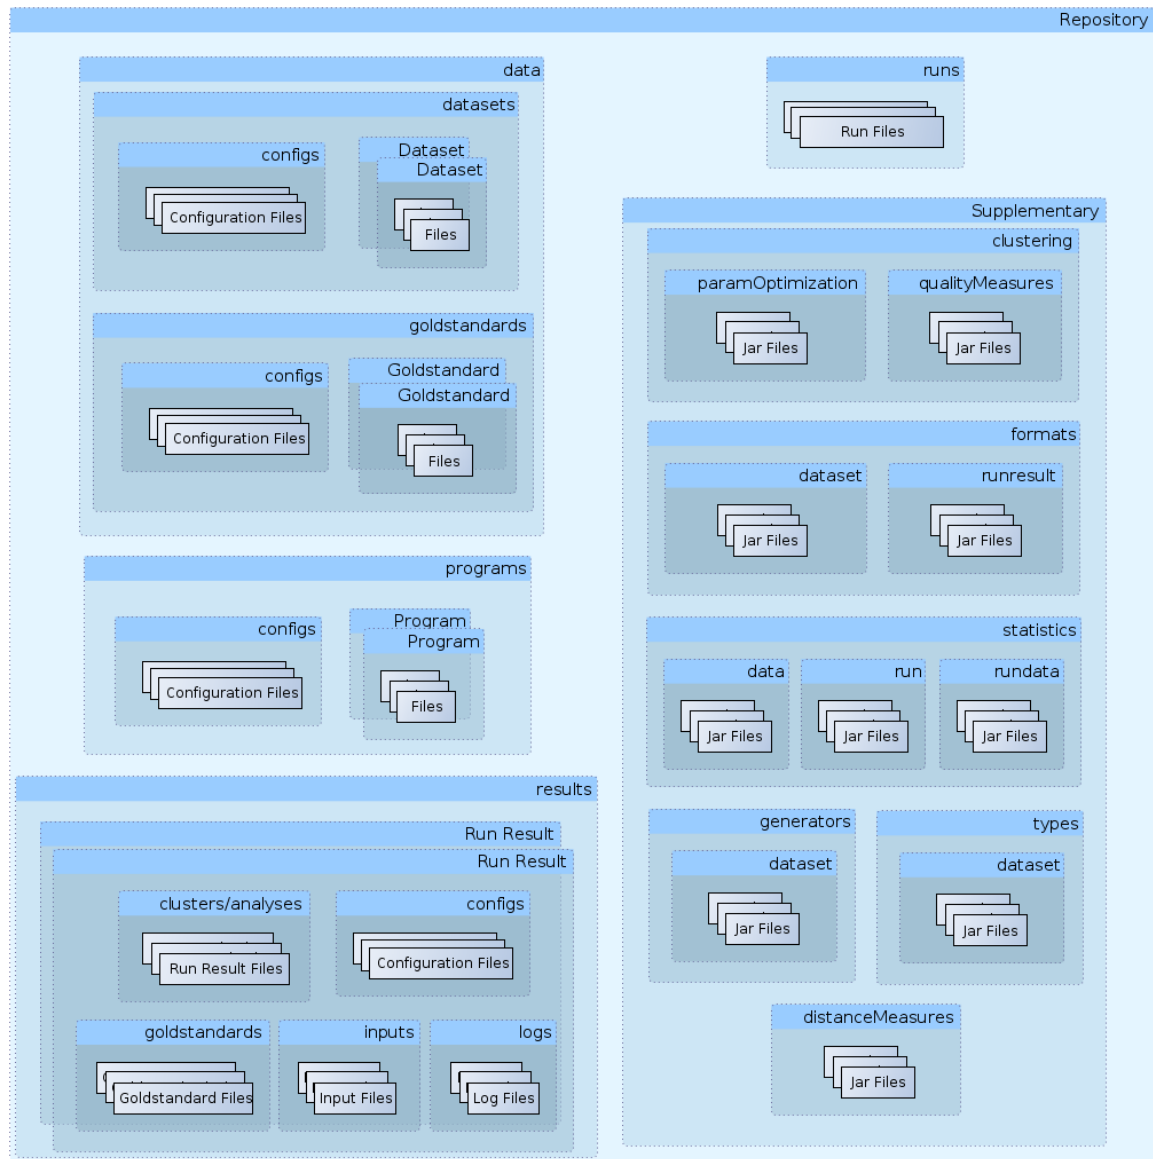 Repository
data
datasets
configs
Configuration Files
Dataset
Dataset
Files
goldstandards
configs
Configuration Files
Goldstandard
Goldstandard
Files
programs
configs
Configuration Files
Program
Program
Files
results
Run Result
Run Result
clusters/analyses
Run Result Files
configs
Configuration Files
goldstandards
Goldstandard Files
inputs
Input Files
logs
Log Files
runs
Run Files
Supplementary
clustering
paramOptimization
Jar Files
qualityMeasures
Jar Files
formats
dataset
Jar Files
runresult
Jar Files
statistics
data
Jar Files
run
Jar Files
rundata
Jar Files
generators
dataset
Jar Files
types
dataset
Jar Files
distanceMeasures
Jar Files